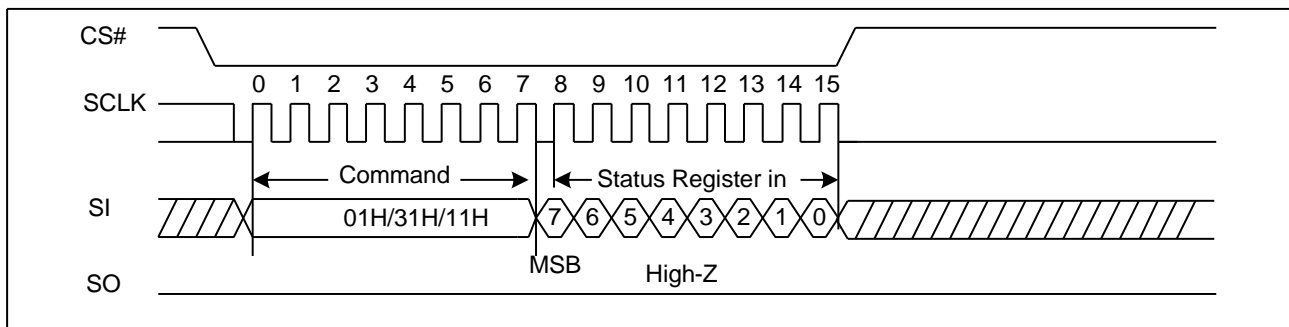 CS#
0 1 2 3 4 5 6 7 8 9 10 11 12 13 14 15
SCLK
Command Status Register in
SI 01H/31H/11H 7 6 5 4 3 2 1 0
MSB High-Z
SO